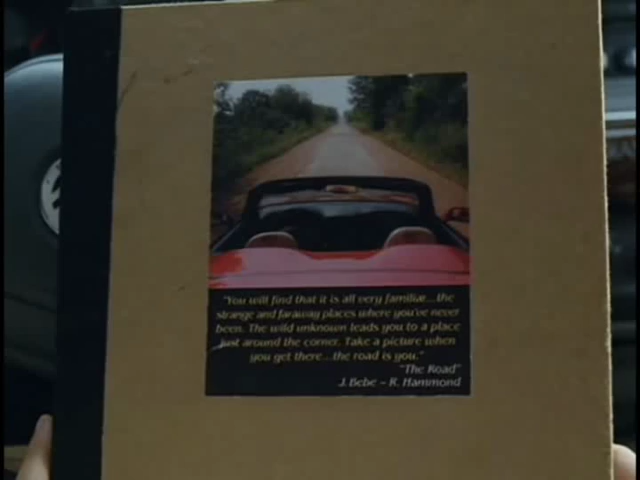 "You will find that it is all very familiar...the
strange and faraway places where you've never
been. The wild unknown leads you to a place
just around the corner. Take a picture when
you get there...the road is you."
"The Road"
J. Bebe - R. Hammond